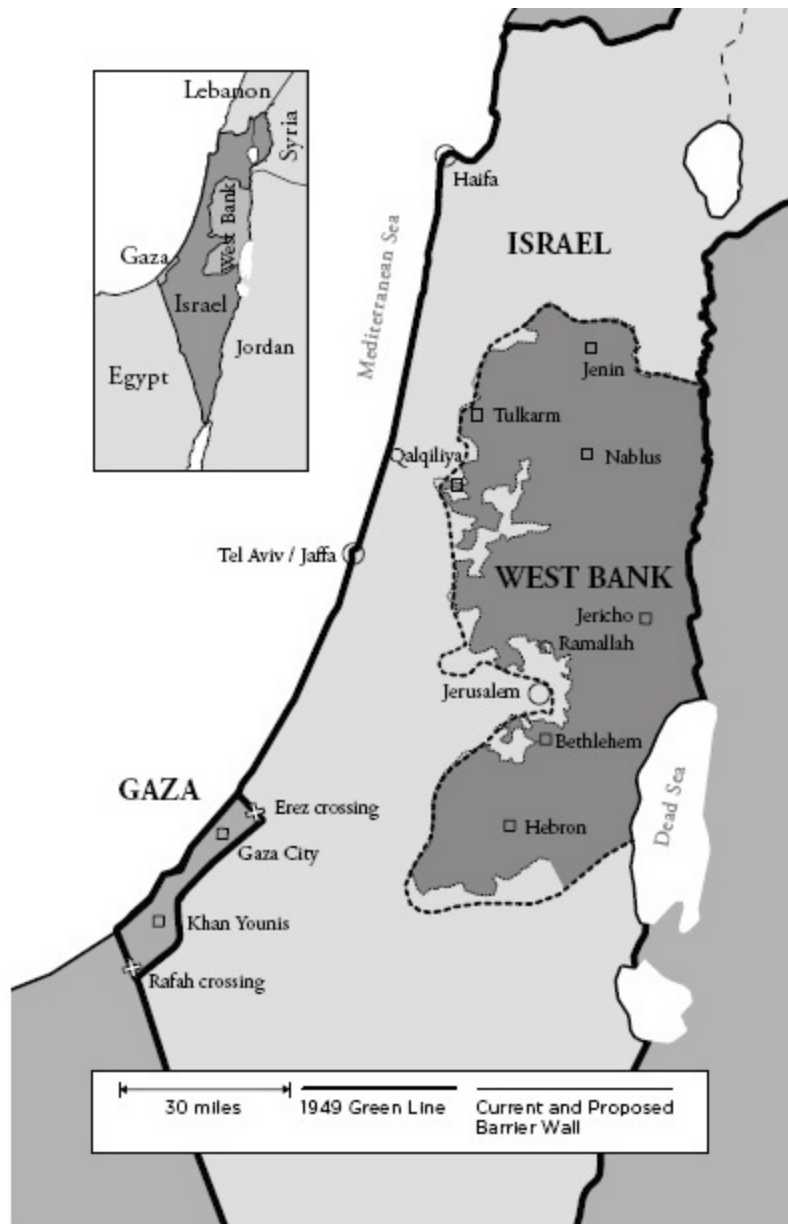 Lebanon
Syria
West Bank
Gaza
Israel
Jordan
Egypt
Haifa
Mediterranean Sea
ISRAEL
Jenin
Tulkarm
Qalqiliya
Nablus
Tel Aviv / Jaffa
WEST BANK
Jericho
Ramallah
Jerusalem
Bethlehem
GAZA
Erez crossing
Dead Sea
Hebron
Gaza City
Khan Younis
Rafah crossing
30 miles
1949 Green Line
Current and Proposed
Barrier Wall